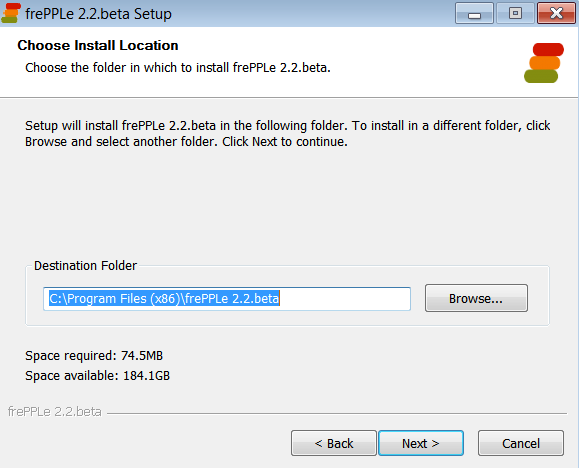 frePPLe 2.2.beta Setup
Choose Install Location
Choose the folder in which to install frePPLe 2.2.beta.
Setup will install frePPLe 2.2.beta in the following folder. To install in a different folder, click
Browse and select another folder. Click Next to continue.
Destination Folder
C:\Program Files (x86)\frePPLe 2.2.beta
Browse...
Space required: 74.5MB
Space available: 184.1GB
frePPLe 2.2.beta
< Back
Next >
Cancel